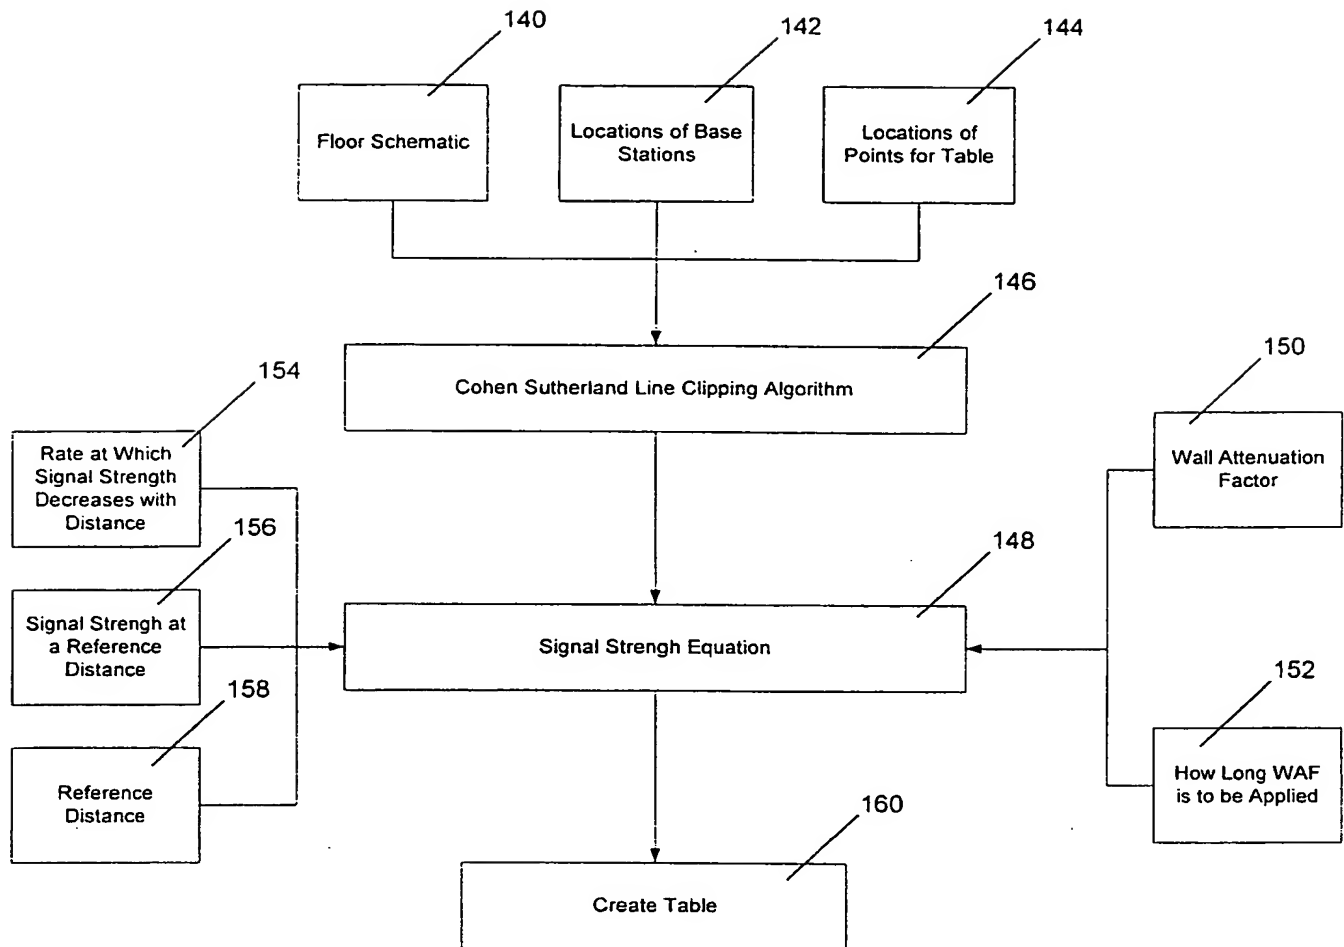 140
142
144
Floor Schematic
Locations of Base
Stations
Locations of
Points for Table
146
Cohen Sutherland Line Clipping Algorithm
154
Rate at Which
Signal Strength
Decreases with
Distance
150
Wall Attenuation
Factor
156
Signal Strengh at
a Reference
Distance
148
Signal Strengh Equation
158
Reference
Distance
152
How Long WAF
is to be Applied
160
Create Table